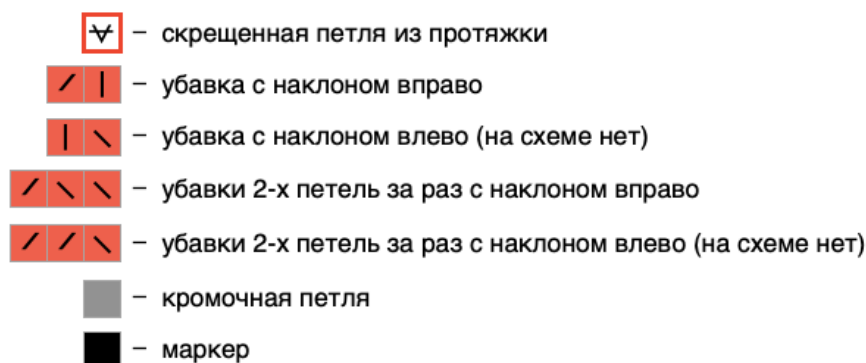 – скрещенная петля из протяжки
– убавка с наклоном вправо
– убавка с наклоном влево (на схеме нет)
– убавки 2-х петель за раз с наклоном вправо
– убавки 2-х петель за раз с наклоном влево (на схеме нет)
– кромочная петля
– маркер